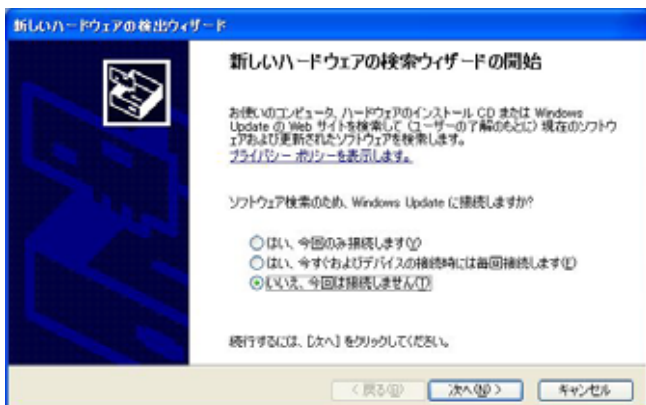 新しいハードウェアの検出ウィザード
新しいハードウェアの検索ウィザードの開始
お使いのコンピュータ、ハードウェアのインストール CD または Windows
Update の Web サイトを検索して (ユーザーの了解のもとに) 現在のソフトウ
ェアおよび更新されたソフトウェアを検索します。
プライバシー ポリシーを表示します。
ソフトウェア検索のため、Windows Update に接続しますか?
はい、今回のみ接続します(Y)
はい、今すぐおよびデバイスの接続時には毎回接続します(E)
いいえ、今回は接続しません(T)
続行するには、[次へ] をクリックしてください。
< 戻る(B)
次へ(N) >
キャンセル